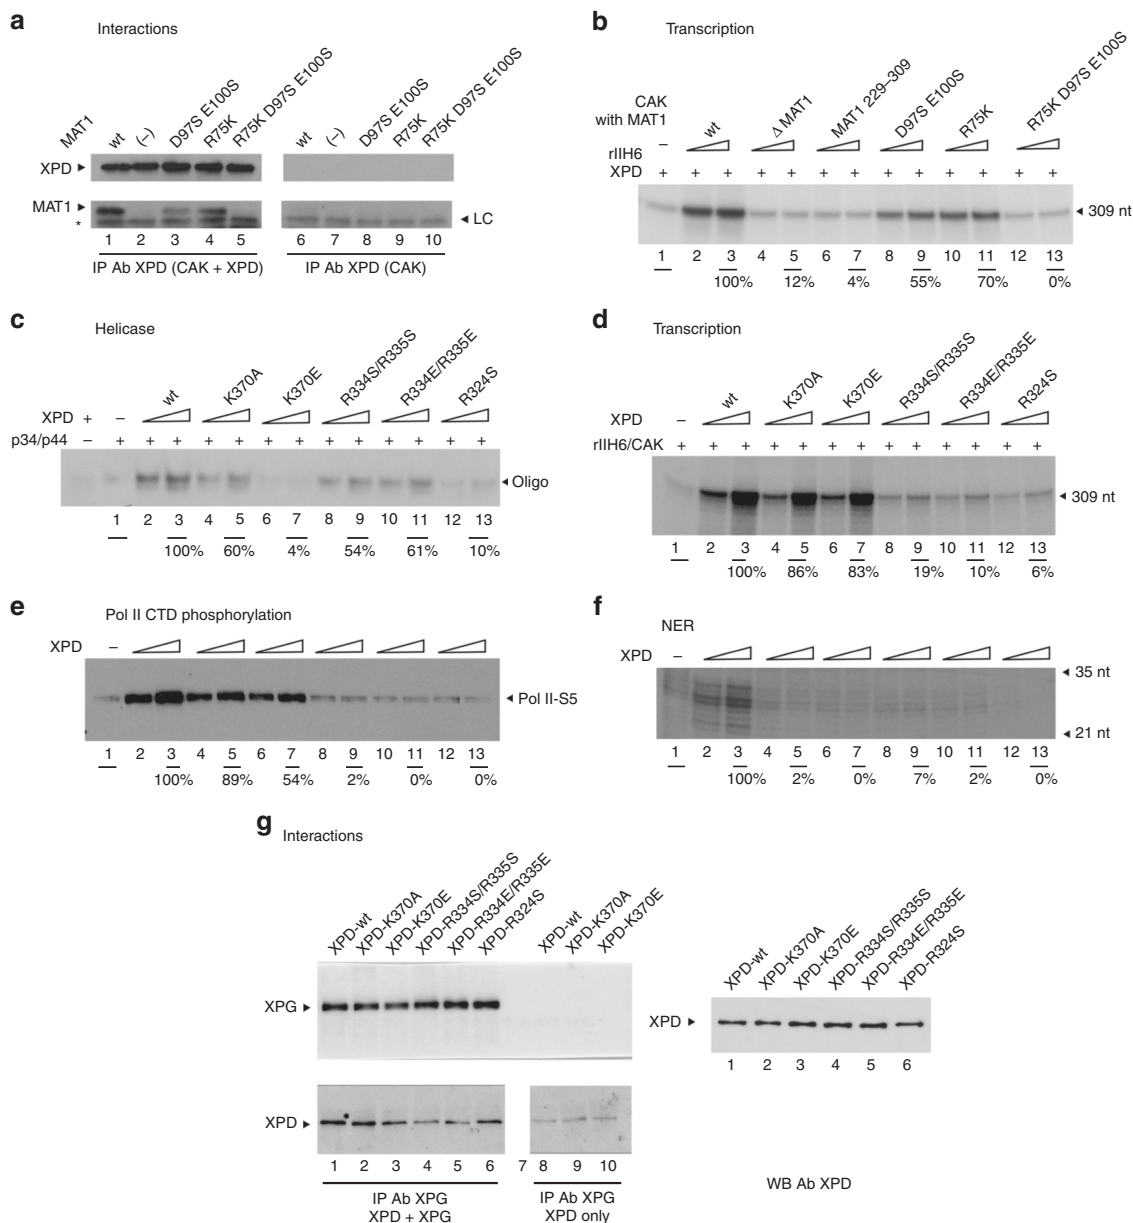 a
Interactions
MAT1
wt
(–)
D97S E100S
R75K
R75K D97S E100S
wt
(–)
D97S E100S
R75K
R75K D97S E100S
XPD
MAT1
*
LC
1 2 3 4 5 6 7 8 9 10
IP Ab XPD (CAK + XPD) IP Ab XPD (CAK)
b
Transcription
CAK
with MAT1
wt
Δ MAT1
MAT1 229–309
D97S E100S
R75K
R75K D97S E100S
rIIH6 –
XPD + + + + + + + + + + + + +
309 nt
1 2 3 4 5 6 7 8 9 10 11 12 13
100% 12% 4% 55% 70% 0%
c
Helicase
wt
K370A
K370E
R334S/R335S
R334E/R335E
R324S
XPD + –
p34/p44 – + + + + + + + + + + + + +
Oligo
1 2 3 4 5 6 7 8 9 10 11 12 13
100% 60% 4% 54% 61% 10%
d
Transcription
wt
K370A
K370E
R334S/R335S
R334E/R335E
R324S
XPD –
rIIH6/CAK + + + + + + + + + + + + +
309 nt
1 2 3 4 5 6 7 8 9 10 11 12 13
100% 86% 83% 19% 10% 6%
e
Pol II CTD phosphorylation
XPD –
Pol II-S5
1 2 3 4 5 6 7 8 9 10 11 12 13
100% 89% 54% 2% 0% 0%
f
NER
XPD –
35 nt
21 nt
1 2 3 4 5 6 7 8 9 10 11 12 13
100% 2% 0% 7% 2% 0%
g
Interactions
XPD-wt
XPD-K370A
XPD-K370E
XPD-R334S/R335S
XPD-R334E/R335E
XPD-R324S
XPD-wt
XPD-K370A
XPD-K370E
XPG
XPD
1 2 3 4 5 6 7 8 9 10
IP Ab XPG
XPD + XPG
IP Ab XPG
XPD only
XPD-wt
XPD-K370A
XPD-K370E
XPD-R334S/R335S
XPD-R334E/R335E
XPD-R324S
XPD
1 2 3 4 5 6
WB Ab XPD